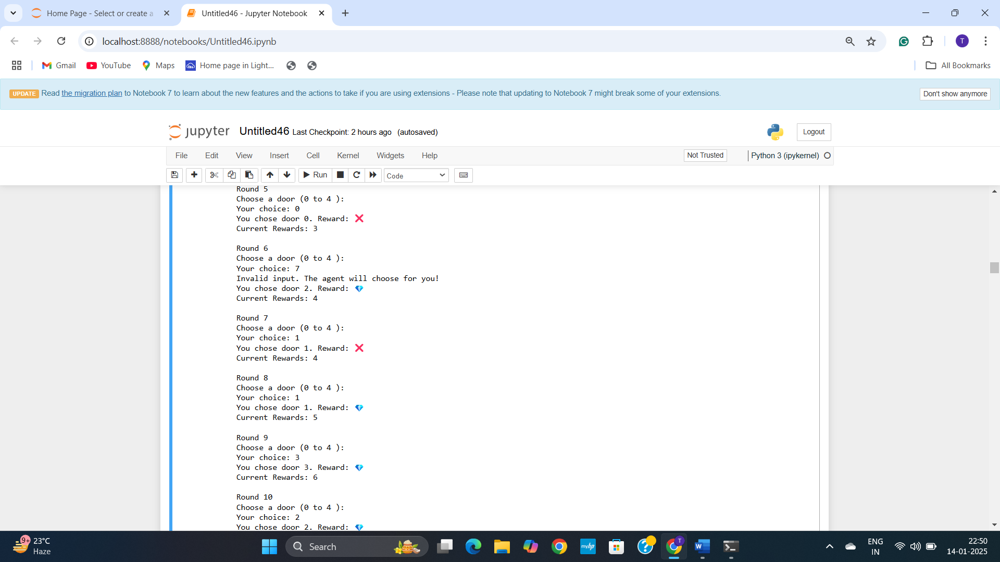 Home Page - Select or create a
Untitled46 - Jupyter Notebook
localhost:8888/notebooks/Untitled46.ipynb
T
Gmail
YouTube
Maps
Home page in Light...
All Bookmarks
UPDATE Read the migration plan to Notebook 7 to learn about the new features and the actions to take if you are using extensions - Please note that updating to Notebook 7 might break some of your extensions.
Don't show anymore
jupyter Untitled46 Last Checkpoint: 2 hours ago (autosaved)
Logout
File Edit View Insert Cell Kernel Widgets Help
Not Trusted
Python 3 (ipykernel)
Run
Code
Round 5
Choose a door (0 to 4 ):
Your choice: 0
You chose door 0. Reward: ❌
Current Rewards: 3
Round 6
Choose a door (0 to 4 ):
Your choice: 7
Invalid input. The agent will choose for you!
You chose door 2. Reward: 💎
Current Rewards: 4
Round 7
Choose a door (0 to 4 ):
Your choice: 1
You chose door 1. Reward: ❌
Current Rewards: 4
Round 8
Choose a door (0 to 4 ):
Your choice: 1
You chose door 1. Reward: 💎
Current Rewards: 5
Round 9
Choose a door (0 to 4 ):
Your choice: 3
You chose door 3. Reward: 💎
Current Rewards: 6
Round 10
Choose a door (0 to 4 ):
Your choice: 2
You chose door 2. Reward: 💎
9+
23°C
Haze
Search
myhp
T
W
ENG
IN
22:50
14-01-2025